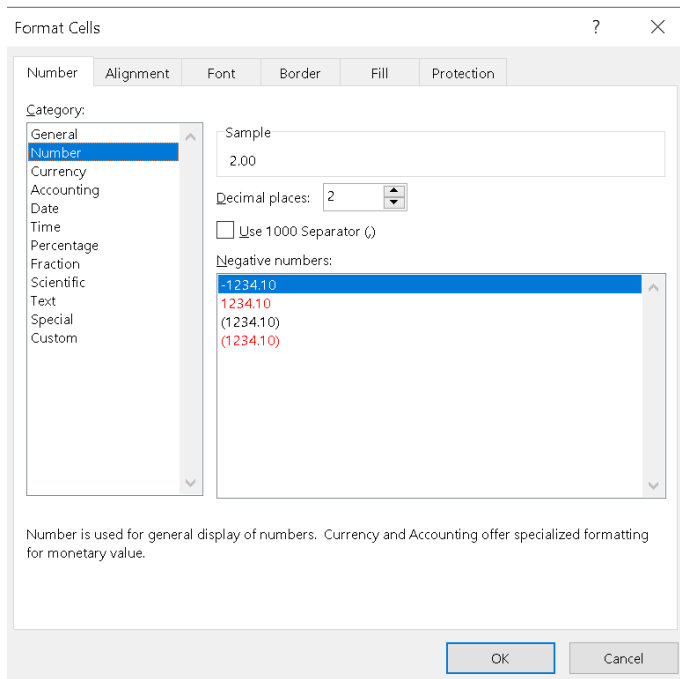 Format Cells
?
Number Alignment Font Border Fill Protection
Category:
General
Number
Currency
Accounting
Date
Time
Percentage
Fraction
Scientific
Text
Special
Custom
Sample
2.00
Decimal places: 2
Use 1000 Separator (,)
Negative numbers:
-1234.10
1234.10
(1234.10)
(1234.10)
Number is used for general display of numbers. Currency and Accounting offer specialized formatting
for monetary value.
OK Cancel